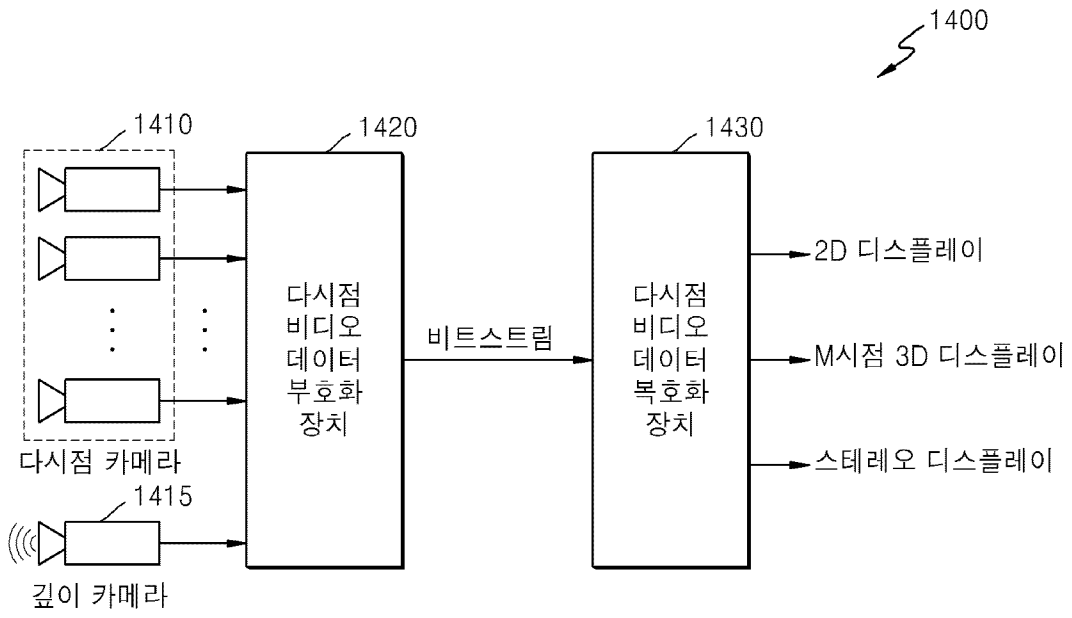 1400
1410
1420
1430
다시점
비디오
데이터
부호화
장치
비트스트림
다시점
비디오
데이터
복호화
장치
2D 디스플레이
M시점 3D 디스플레이
스테레오 디스플레이
다시점 카메라
1415
깊이 카메라